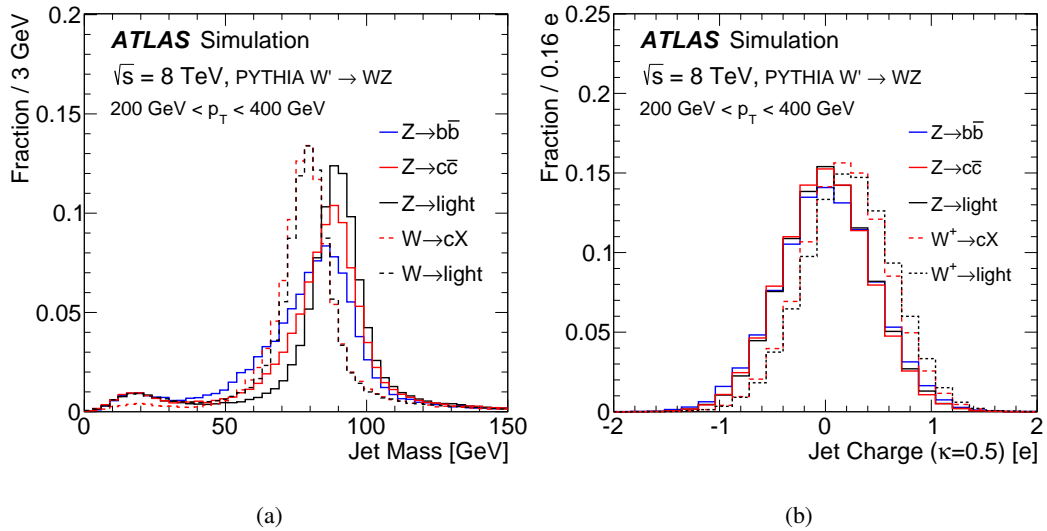 Fraction / 3 GeV
0.2
0.15
0.1
0.05
0
ATLAS Simulation
√s = 8 TeV, PYTHIA W' → WZ
200 GeV < p_T < 400 GeV
Z→bb̅
Z→cc̅
Z→light
W→cX
W→light
0 50 100 150
Jet Mass [GeV]
(a)
Fraction / 0.16 e
0.25
0.2
0.15
0.1
0.05
0
ATLAS Simulation
√s = 8 TeV, PYTHIA W' → WZ
200 GeV < p_T < 400 GeV
Z→bb̅
Z→cc̅
Z→light
W⁺→cX
W⁺→light
-2 -1 0 1 2
Jet Charge (κ=0.5) [e]
(b)